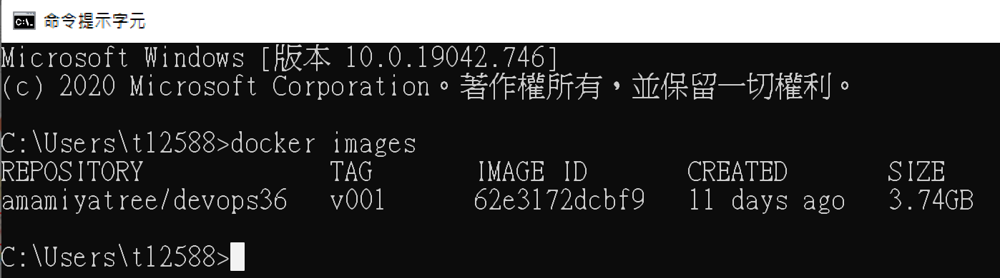 命令提示字元
Microsoft Windows [版本 10.0.19042.746]
(c) 2020 Microsoft Corporation。著作權所有，並保留一切權利。
C:\Users\t12588>docker images
REPOSITORY TAG IMAGE ID CREATED SIZE
amamiyatree/devops36 v001 62e3172dcbf9 11 days ago 3.74GB
C:\Users\t12588>